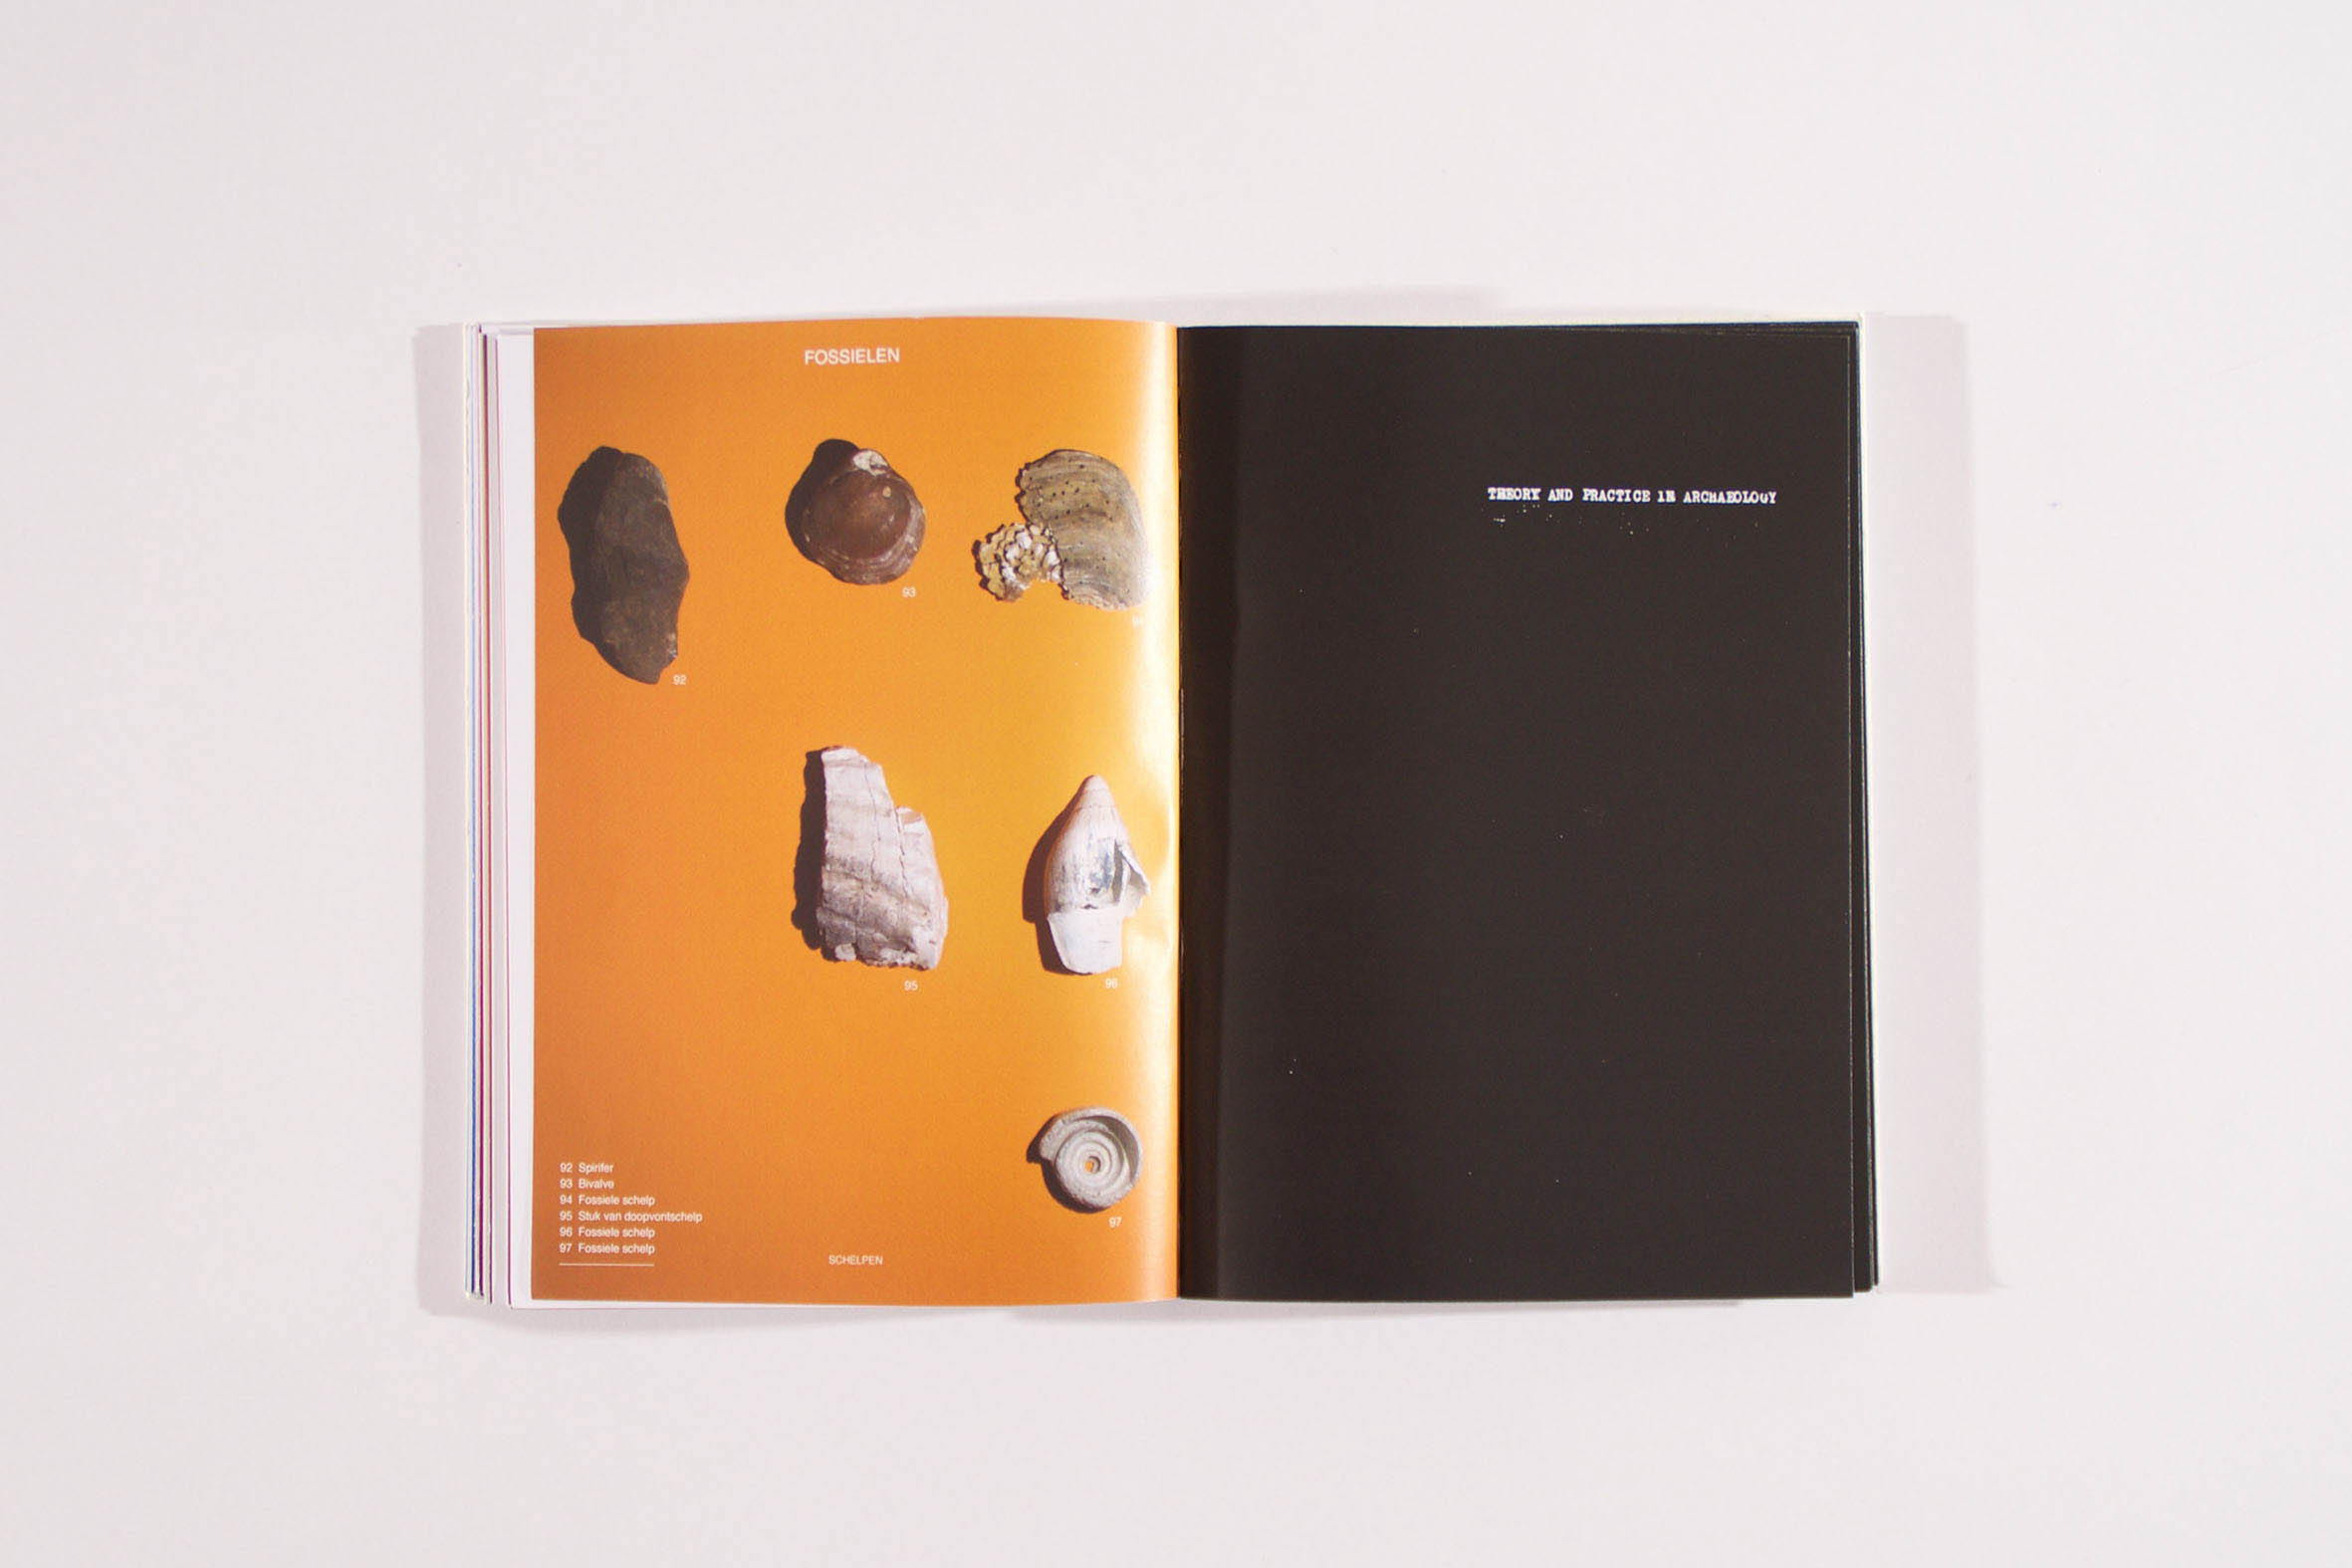 FOSSIELEN
92
93
94
95
96
97
92 Spirifer
93 Bivalve
94 Fossiele schelp
95 Stuk van doopvontschelp
96 Fossiele schelp
97 Fossiele schelp
SCHELPEN
THEORY AND PRACTICE IN ARCHAEOLOGY